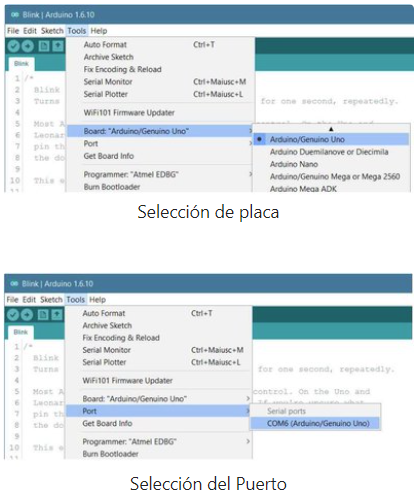 Blink | Arduino 1.6.10
File Edit Sketch Tools Help
Auto Format Ctrl+T
Archive Sketch
Fix Encoding & Reload
Serial Monitor Ctrl+Maiusc+M
Serial Plotter Ctrl+Maiusc+L
WiFi101 Firmware Updater
Board: "Arduino/Genuino Uno"
Port
Get Board Info
Programmer: "Atmel EDBG"
Burn Bootloader
Blink
1 /*
2 Blink
3 Turns for one second, repeatedly.
4
5 Most A control. On the Uno and
6 Leonar
7 pin th
8 the do
9
10 This e
Arduino/Genuino Uno
Arduino Duemilanove or Diecimila
Arduino Nano
Arduino/Genuino Mega or Mega 2560
Arduino Mega ADK
Selección de placa
Blink | Arduino 1.6.10
File Edit Sketch Tools Help
Auto Format Ctrl+T
Archive Sketch
Fix Encoding & Reload
Serial Monitor Ctrl+Maiusc+M
Serial Plotter Ctrl+Maiusc+L
WiFi101 Firmware Updater
Board: "Arduino/Genuino Uno"
Port
Get Board Info
Programmer: "Atmel EDBG"
Burn Bootloader
Blink
1 /*
2 Blink
3 Turns for one second, repeatedly.
4
5 Most A control. On the Uno and
6 Leonar
7 pin th
8 the do
9
10 This e
Serial ports
COM6 (Arduino/Genuino Uno)
Selección del Puerto